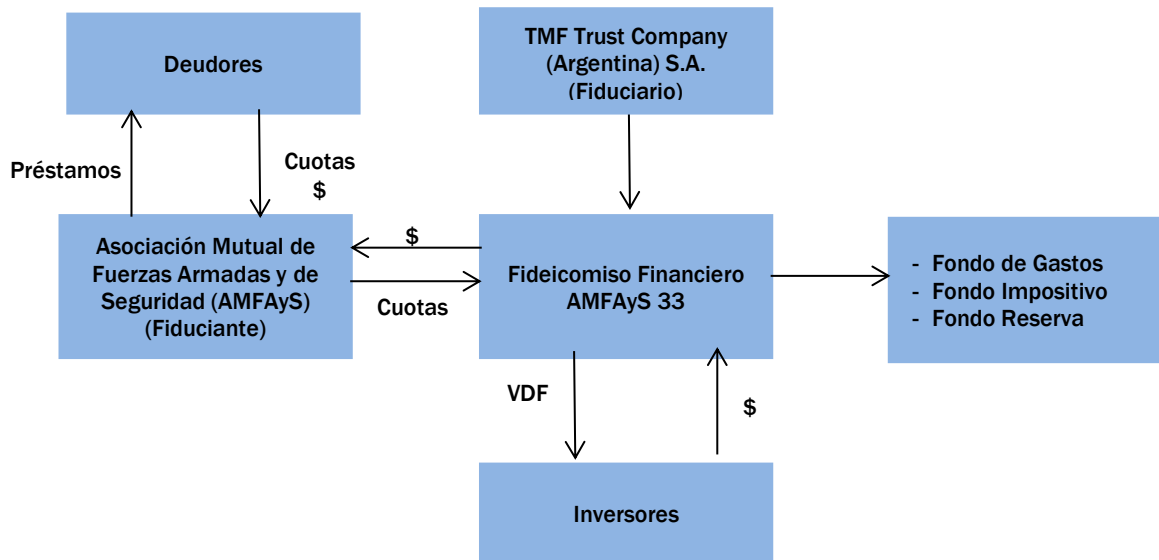 Deudores
TMF Trust Company
(Argentina) S.A.
(Fiduciario)
Préstamos
Cuotas
$
Asociación Mutual de
Fuerzas Armadas y de
Seguridad (AMFAyS)
(Fiduciante)
$
Cuotas
Fideicomiso Financiero
AMFAyS 33
- Fondo de Gastos
- Fondo Impositivo
- Fondo Reserva
VDF
$
Inversores